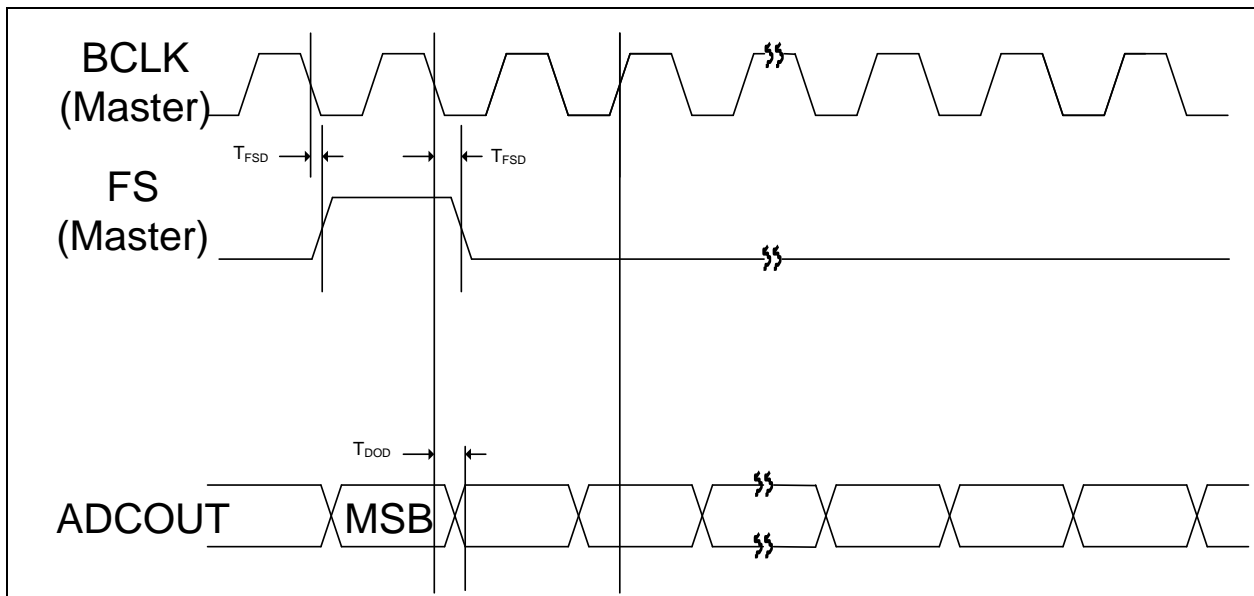 BCLK
(Master)
TFSD
TFSD
FS
(Master)
TDOD
ADCOUT
MSB